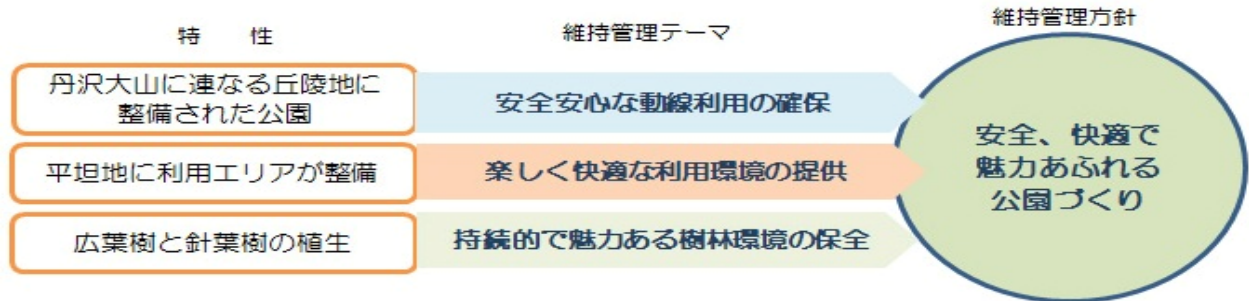 特　性
維持管理テーマ
維持管理方針
丹沢大山に連なる丘陵地に
整備された公園
安全安心な動線利用の確保
平坦地に利用エリアが整備
楽しく快適な利用環境の提供
広葉樹と針葉樹の植生
持続的で魅力ある樹林環境の保全
安全、快適で
魅力あふれる
公園づくり